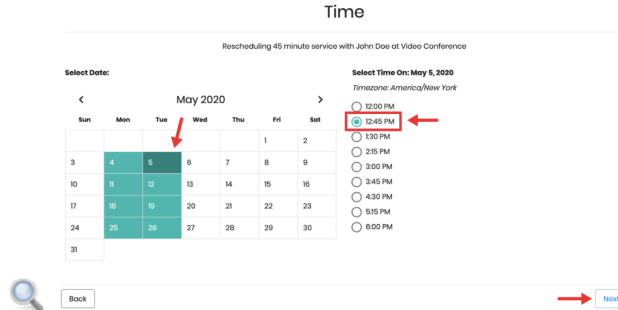 Time
Rescheduling 45 minute service with John Doe at Video Conference
Select Date:
< May 2020 >
Sun Mon Tue Wed Thu Fri Sat
1 2
3 4 5 6 7 8 9
10 11 12 13 14 15 16
17 18 19 20 21 22 23
24 25 26 27 28 29 30
31
Select Time On: May 5, 2020
Timezone: America/New York
12:00 PM
12:45 PM
1:30 PM
2:15 PM
3:00 PM
3:45 PM
4:30 PM
5:15 PM
6:00 PM
Back
Next